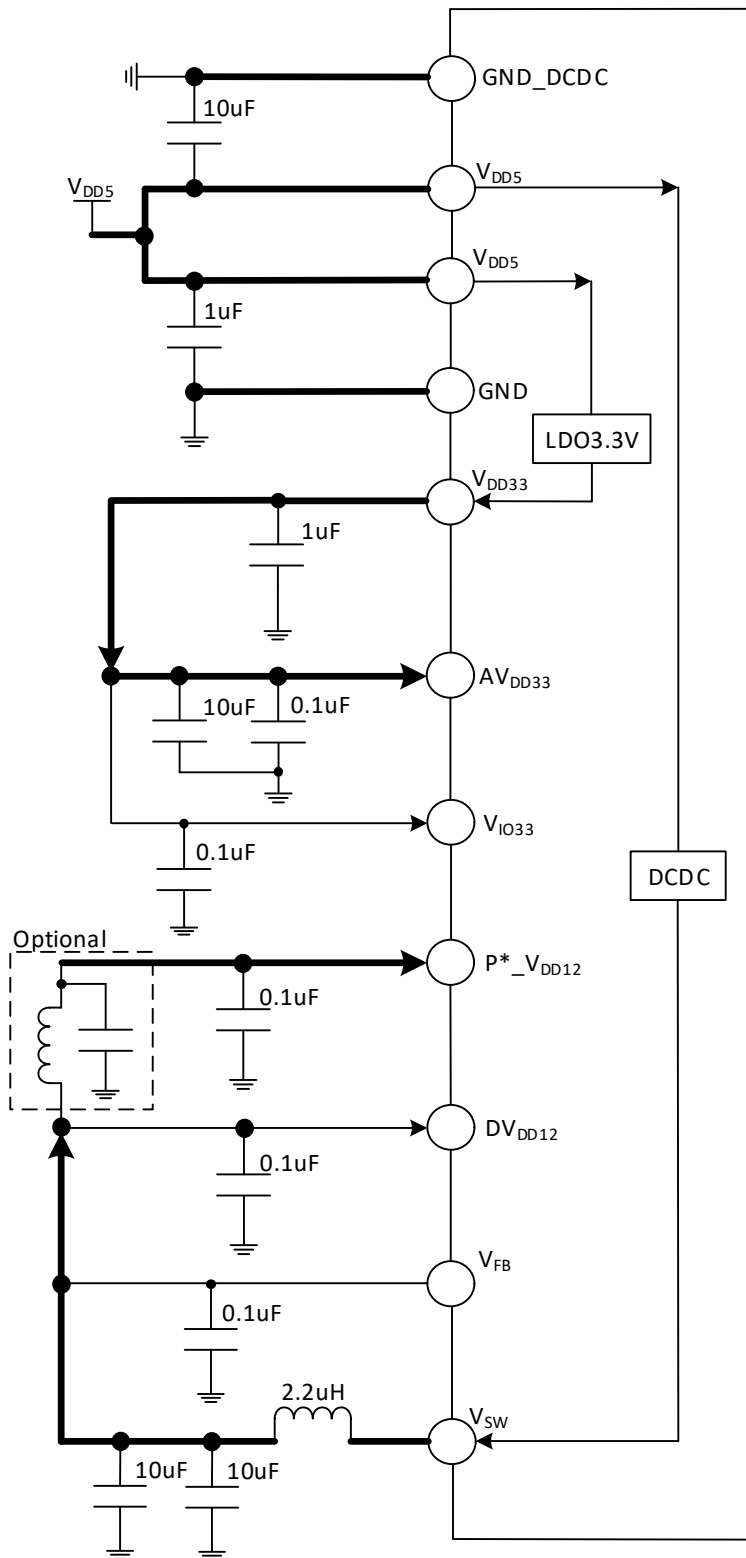 GND_DCDC
10uF
VDD5
VDD5
VDD5
1uF
GND
LDO3.3V
VDD33
1uF
AVDD33
10uF
0.1uF
VIO33
0.1uF
DCDC
Optional
P*_VDD12
0.1uF
DVDD12
0.1uF
VFB
0.1uF
2.2uH
VSW
10uF
10uF